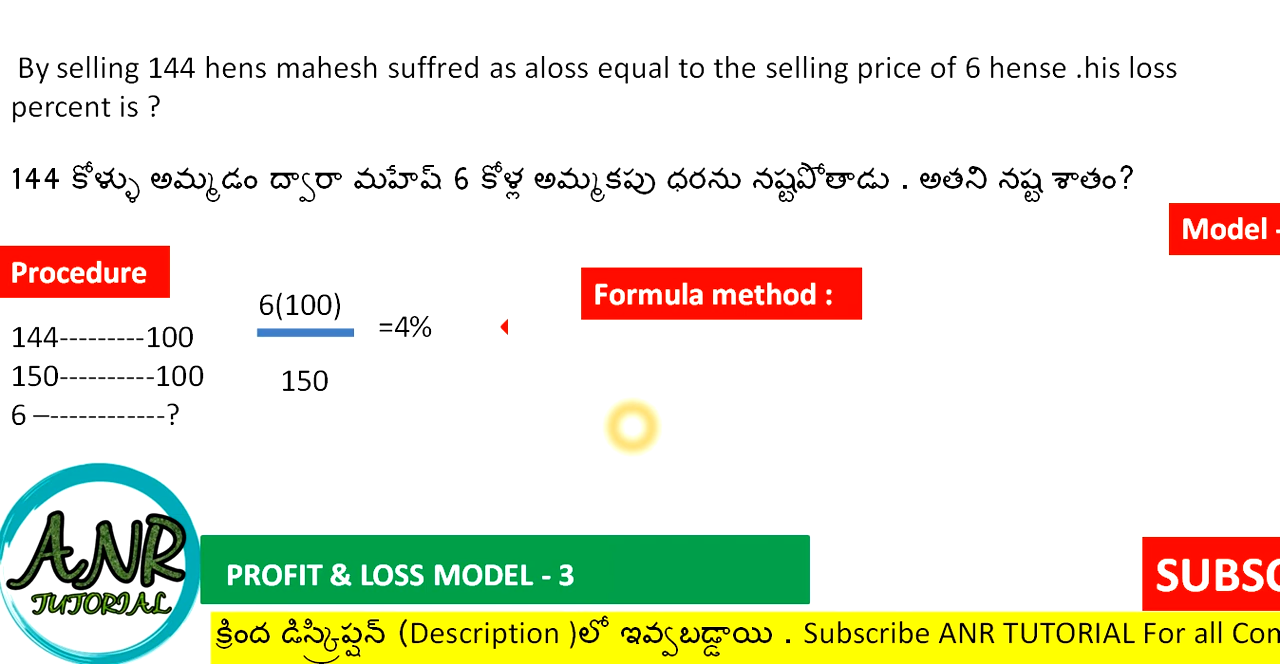 By selling 144 hens mahesh suffred as aloss equal to the selling price of 6 hense .his loss
percent is ?
144 కోళ్ళు అమ్మడం ద్వారా మహేష్ 6 కోళ్ల అమ్మకపు ధరను నష్టపోతాడు . అతని నష్ట శాతం?
Model -
Procedure
Formula method :
6(100)
=4%
150
144---------100
150----------100
6 –------------?
ANR
TUTORIAL
PROFIT & LOSS MODEL - 3
SUBSC
క్రింద డిస్క్రిప్షన్ (Description )లో ఇవ్వబడ్డాయి . Subscribe ANR TUTORIAL For all Con